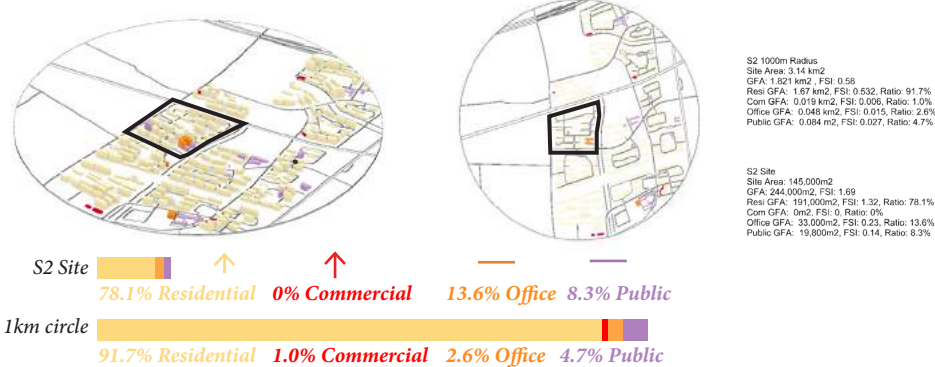 S2 1000m Radius
Site Area: 3.14 km2
GFA: 1.821 km2 , FSI: 0.58
Resi GFA: 1.67 km2, FSI: 0.532, Ratio: 91.7%
Com GFA: 0.019 km2, FSI: 0.006, Ratio: 1.0%
Office GFA: 0.048 km2, FSI: 0.015, Ratio: 2.6%
Public GFA: 0.084 m2, FSI: 0.027, Ratio: 4.7%
S2 Site
Site Area: 145,000m2
GFA: 244,000m2, FSI: 1.69
Resi GFA: 191,000m2, FSI: 1.32, Ratio: 78.1%
Com GFA: 0m2, FSI: 0, Ratio: 0%
Office GFA: 33,000m2, FSI: 0.23, Ratio: 13.6%
Public GFA: 19,800m2, FSI: 0.14, Ratio: 8.3%
S2 Site
78.1% Residential 0% Commercial 13.6% Office 8.3% Public
1km circle
91.7% Residential 1.0% Commercial 2.6% Office 4.7% Public